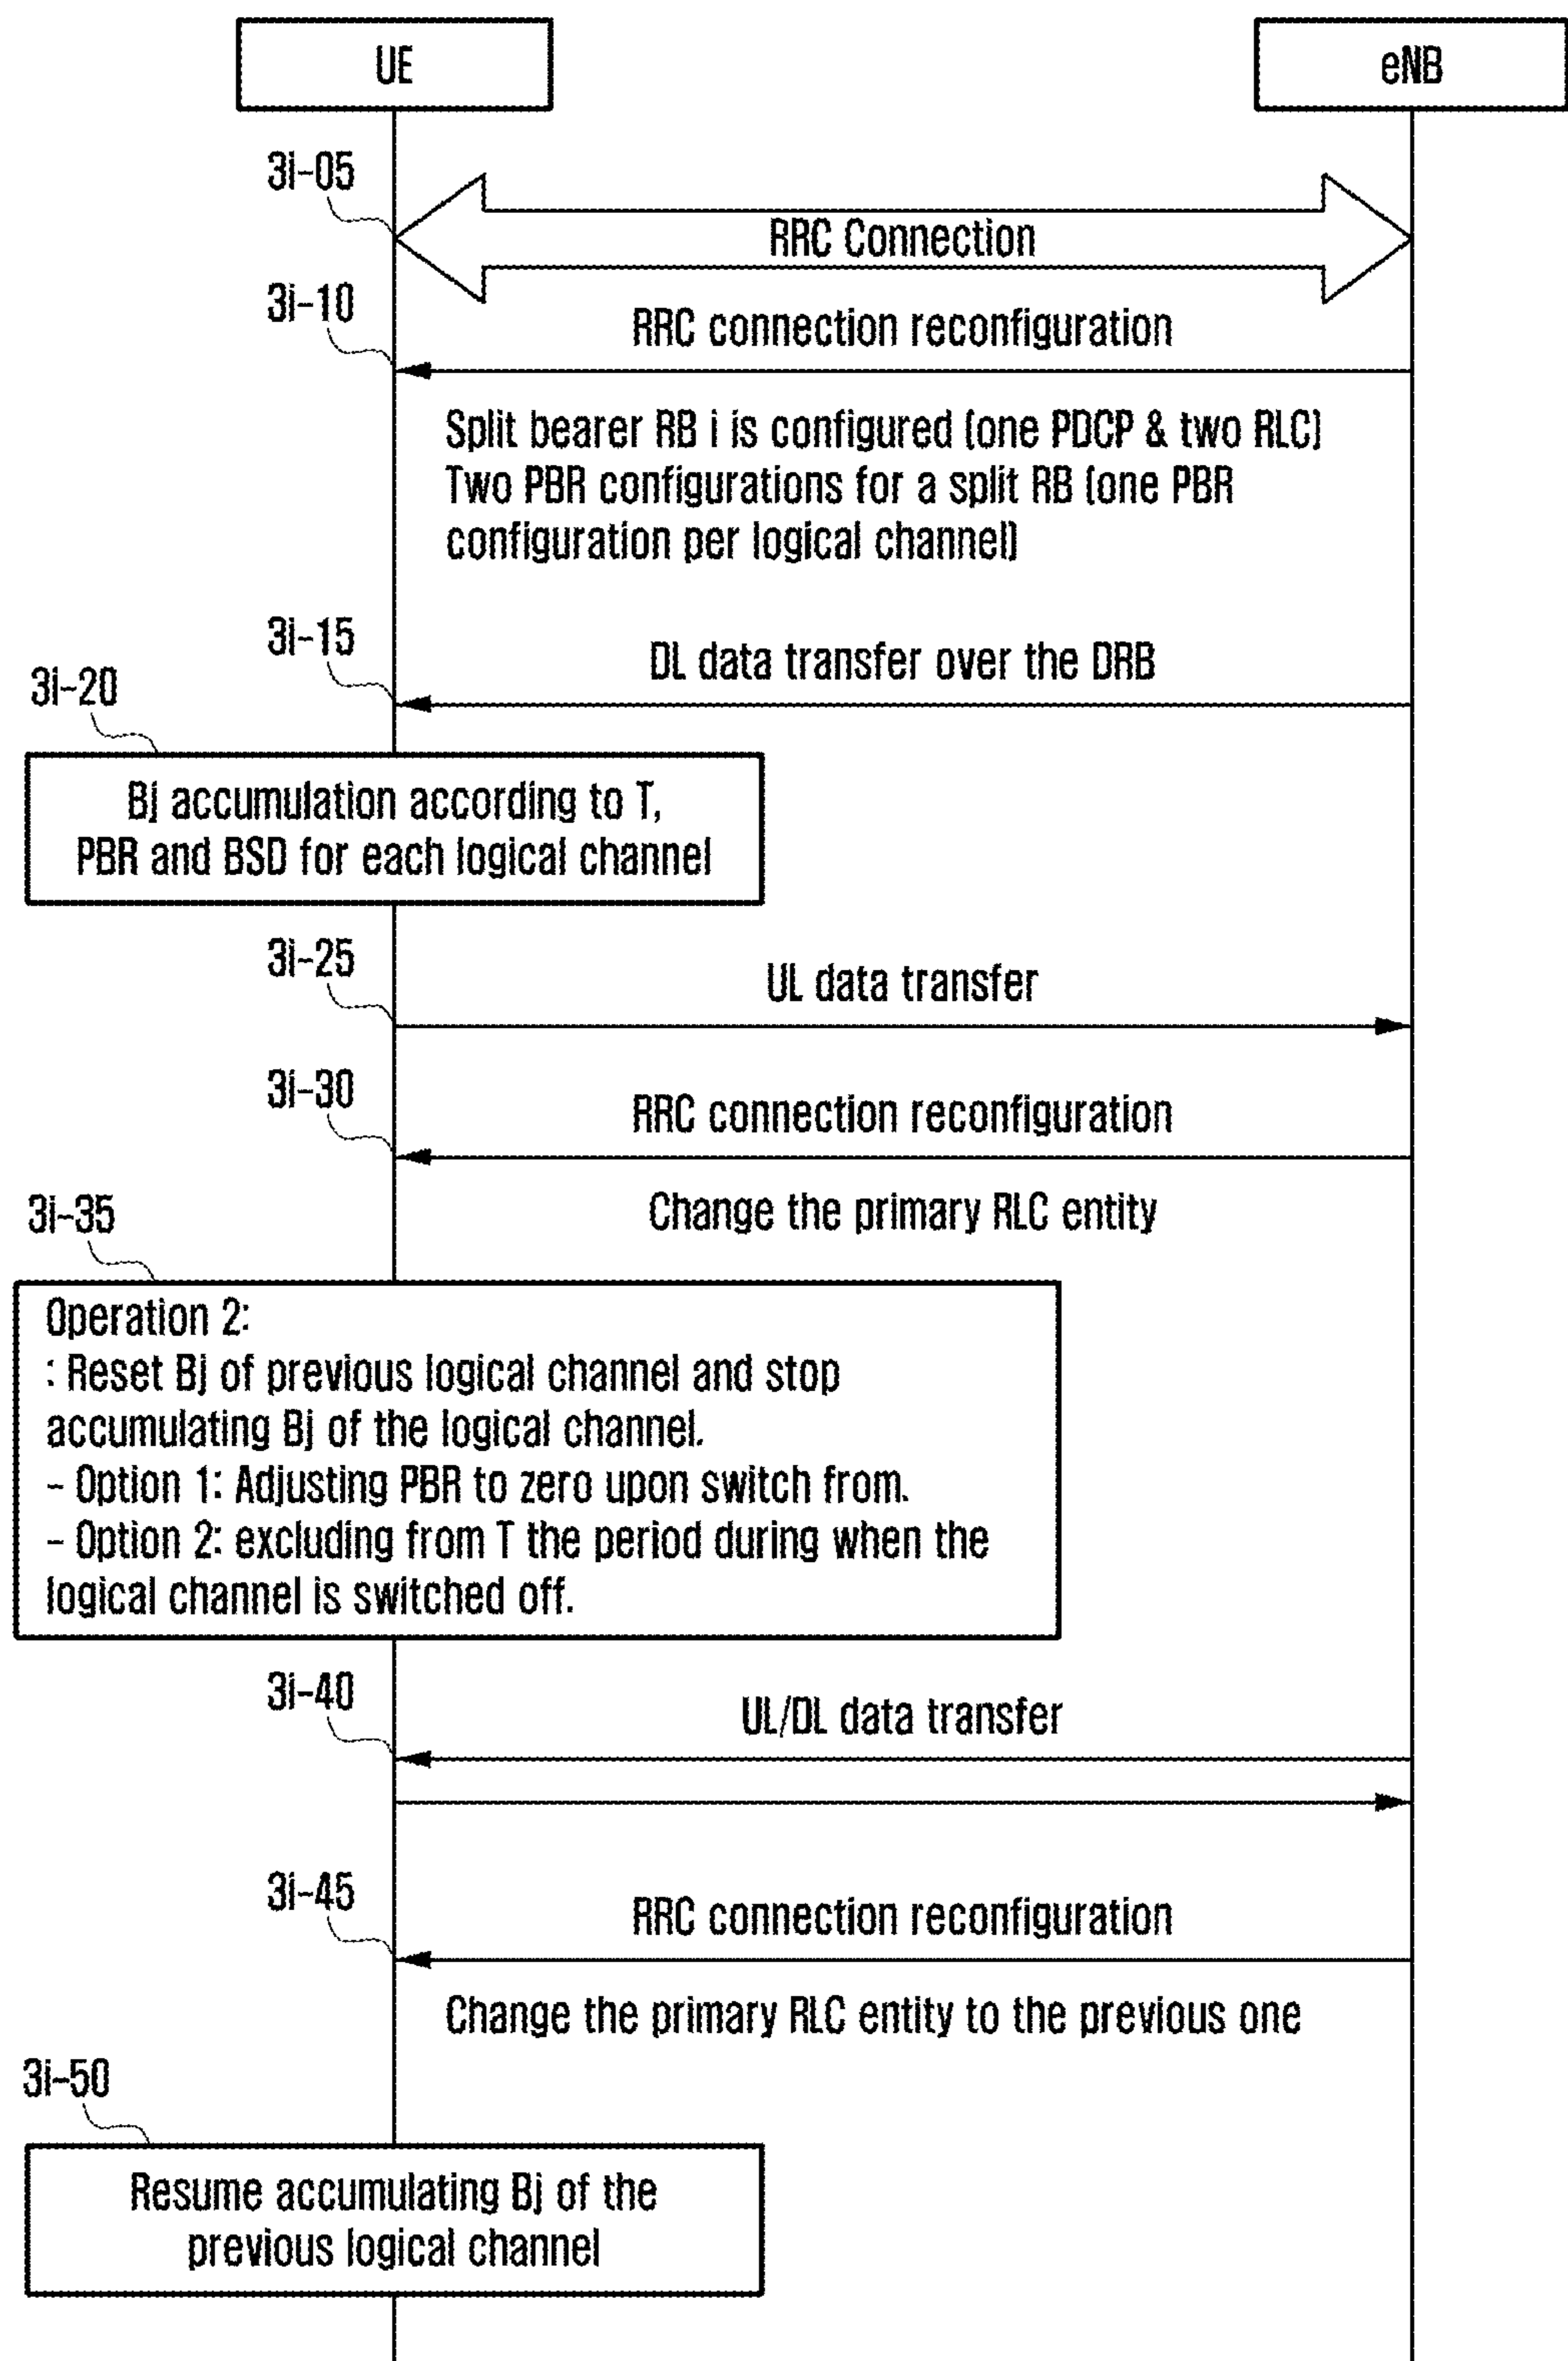 UE
eNB
3i-05
RRC Connection
3i-10
RRC connection reconfiguration
Split bearer RB i is configured (one PDCP & two RLC)
Two PBR configurations for a split RB (one PBR
configuration per logical channel)
3i-15
DL data transfer over the DRB
3i-20
Bj accumulation according to T,
PBR and BSD for each logical channel
3i-25
UL data transfer
3i-30
RRC connection reconfiguration
Change the primary RLC entity
3i-35
Operation 2:
: Reset Bj of previous logical channel and stop
accumulating Bj of the logical channel.
- Option 1: Adjusting PBR to zero upon switch from.
- Option 2: excluding from T the period during when the
logical channel is switched off.
3i-40
UL/DL data transfer
3i-45
RRC connection reconfiguration
Change the primary RLC entity to the previous one
3i-50
Resume accumulating Bj of the
previous logical channel